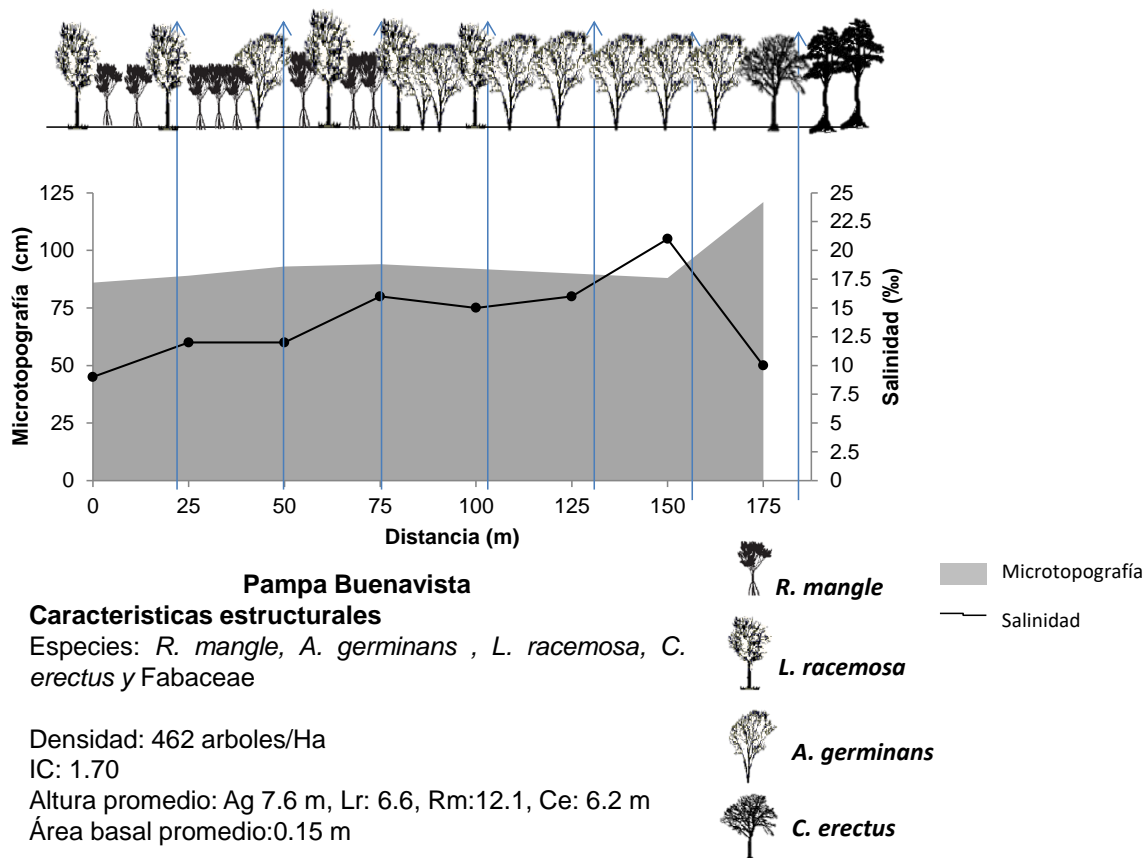 125
100
75
50
25
0
Microtopografía (cm)
25
22.5
20
17.5
15
12.5
10
7.5
5
2.5
0
Salinidad (‰)
0 25 50 75 100 125 150 175
Distancia (m)
Pampa Buenavista
Caracteristicas estructurales
Especies: R. mangle, A. germinans , L. racemosa, C.
erectus y Fabaceae
Densidad: 462 arboles/Ha
IC: 1.70
Altura promedio: Ag 7.6 m, Lr: 6.6, Rm:12.1, Ce: 6.2 m
Área basal promedio:0.15 m
R. mangle
L. racemosa
A. germinans
C. erectus
Microtopografía
Salinidad